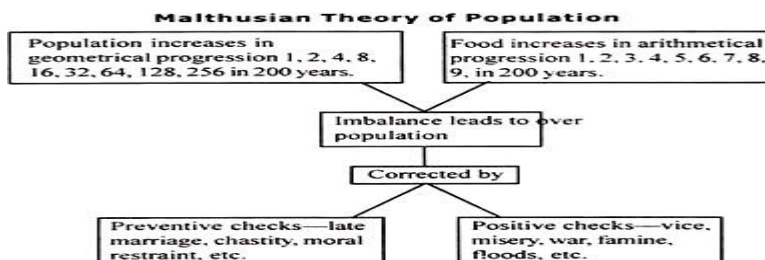 Malthusian Theory of Population
Population increases in
geometrical progression 1, 2, 4, 8,
16, 32, 64, 128, 256 in 200 years.
Food increases in arithmetical
progression 1, 2, 3, 4, 5, 6, 7, 8,
9, in 200 years.
Imbalance leads to over
population
Corrected by
Preventive checks—late
marriage, chastity, moral
restraint, etc.
Positive checks—vice,
misery, war, famine,
floods, etc.